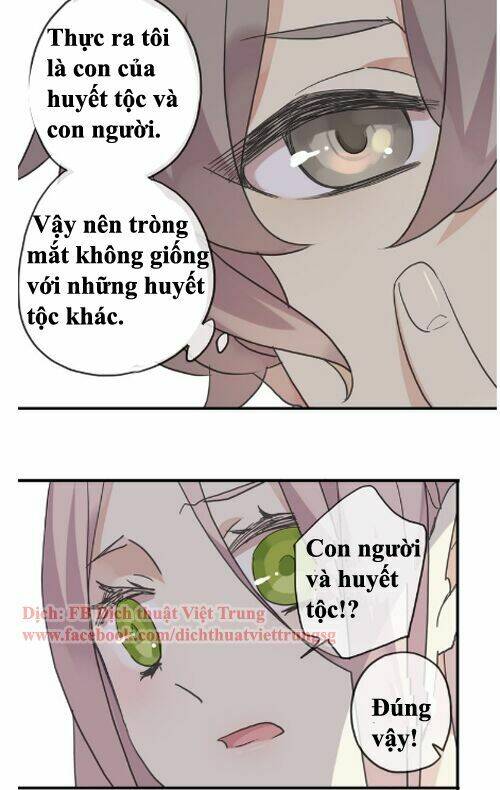 Thực ra tôi
là con của
huyết tộc và
con người.
Vậy nên tròng
mắt không giống
với những huyết
tộc khác.
Con người
và huyết
tộc!?
Dịch: FB Dịch thuật Việt Trung
www.facebook.com/dichthuatviettrungsg
Đúng
vậy!